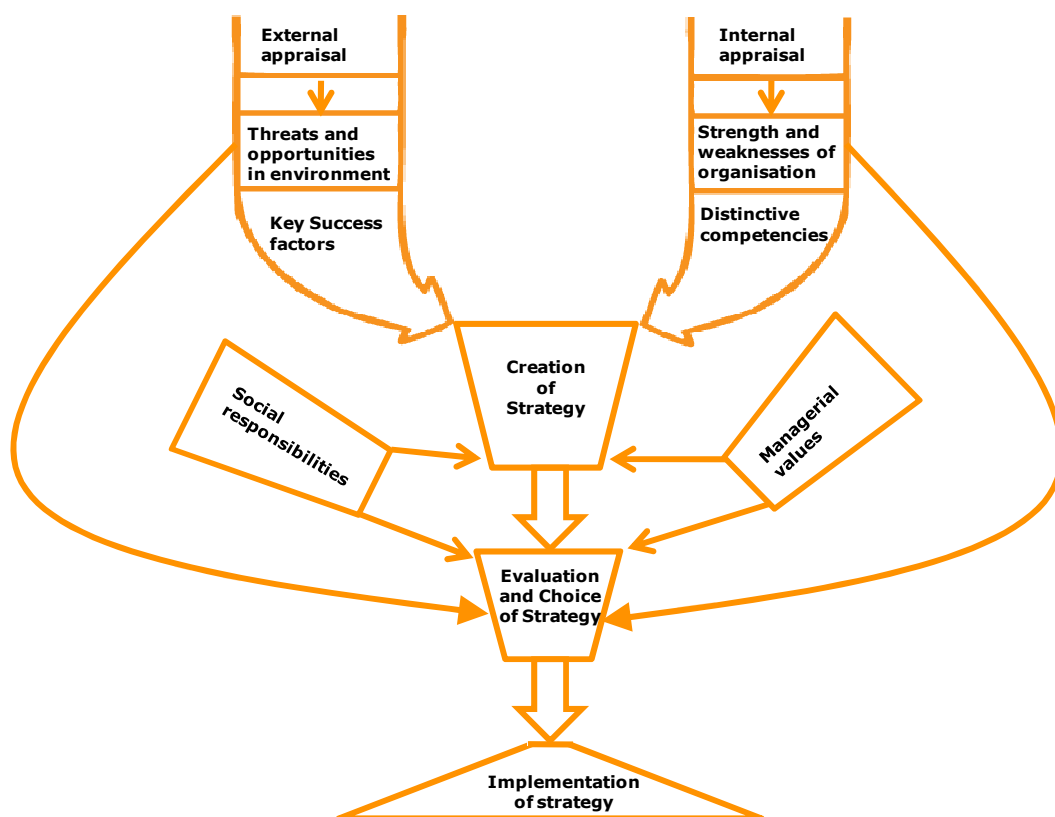 External
appraisal
Internal
appraisal
Threats and
opportunities
in environment
Strength and
weaknesses of
organisation
Key Success
factors
Distinctive
competencies
Creation
of
Strategy
Social
responsibilities
Managerial
values
Evaluation
and Choice
of Strategy
Implementation
of strategy